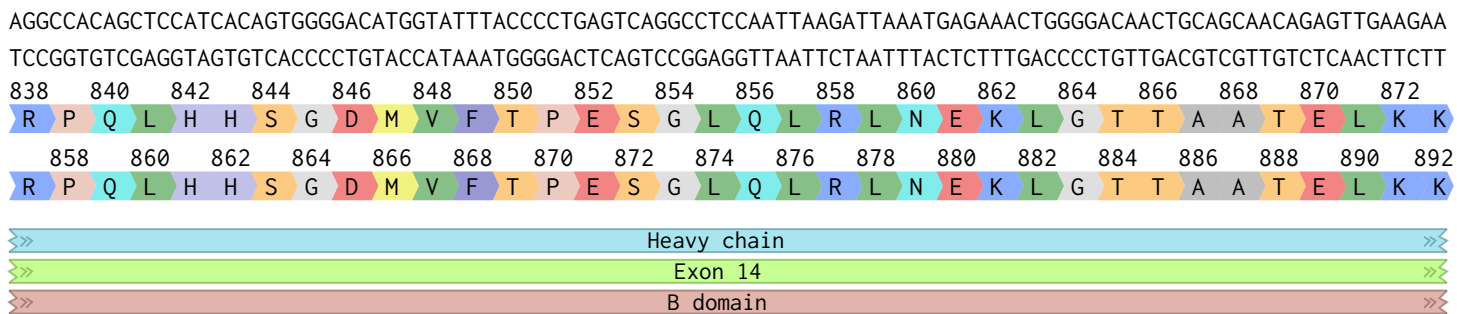 AGGCCACAGCTCCATCACAGTGGGGACATGGTATTTACCCCTGAGTCAGGCCTCCAATTAAGATTAAATGAGAAACTGGGGACAACTGCAGCAACAGAGTTGAAGAA
TCCGGTGTCGAGGTAGTGTCACCCCTGTACCATAAATGGGGACTCAGTCCGGAGGTTAATTCTAATTTACTCTTTGACCCCTGTTGACGTCGTTGTCTCAACTTCTT
838 840 842 844 846 848 850 852 854 856 858 860 862 864 866 868 870 872
R P Q L H H S G D M V F T P E S G L Q L R L N E K L G T T A A T E L K K
858 860 862 864 866 868 870 872 874 876 878 880 882 884 886 888 890 892
R P Q L H H S G D M V F T P E S G L Q L R L N E K L G T T A A T E L K K
Heavy chain
Exon 14
B domain